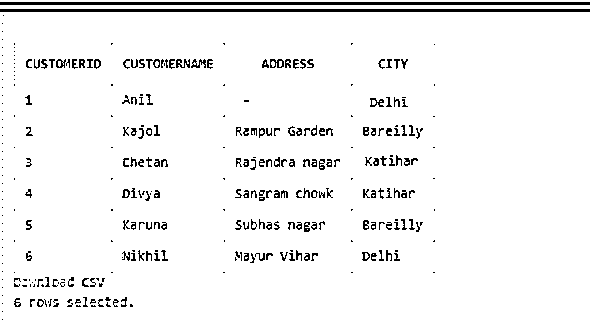 CUSTOMERID CUSTOMERNAME ADDRESS CITY
1 Anil - Delhi
2 Kajol Rampur Garden Bareilly
3 Chetan Rajendra nagar Katihar
4 Divya Sangram chowk Katihar
5 Karuna Subhas nagar Bareilly
6 Nikhil Mayur Vihar Delhi
Download CSV
6 rows selected.